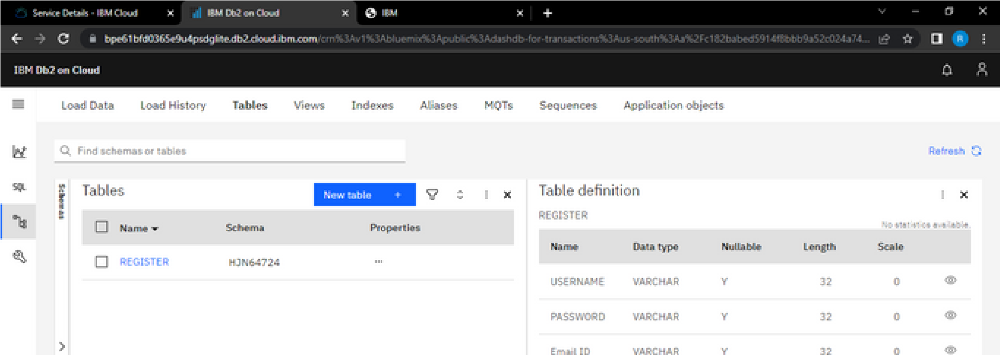 Service Details - IBM Cloud
IBM Db2 on Cloud
IBM
bpe61bfd0365e9u4psdglite.db2.cloud.ibm.com/crn%3Av1%3Abluemix%3Apublic%3Adashdb-for-transactions%3Aus-south%3Aa%2Fc182babed5914f8bbb9a52c024a74...
R
IBM Db2 on Cloud
Load Data Load History Tables Views Indexes Aliases MQTs Sequences Application objects
Find schemas or tables
Refresh
SQL
Schemas
Tables
New table +
Name Schema Properties
REGISTER HJN64724 ...
Table definition
REGISTER
No statistics available.
Name Data type Nullable Length Scale
USERNAME VARCHAR Y 32 0
PASSWORD VARCHAR Y 32 0
Email ID VARCHAR Y 32 0